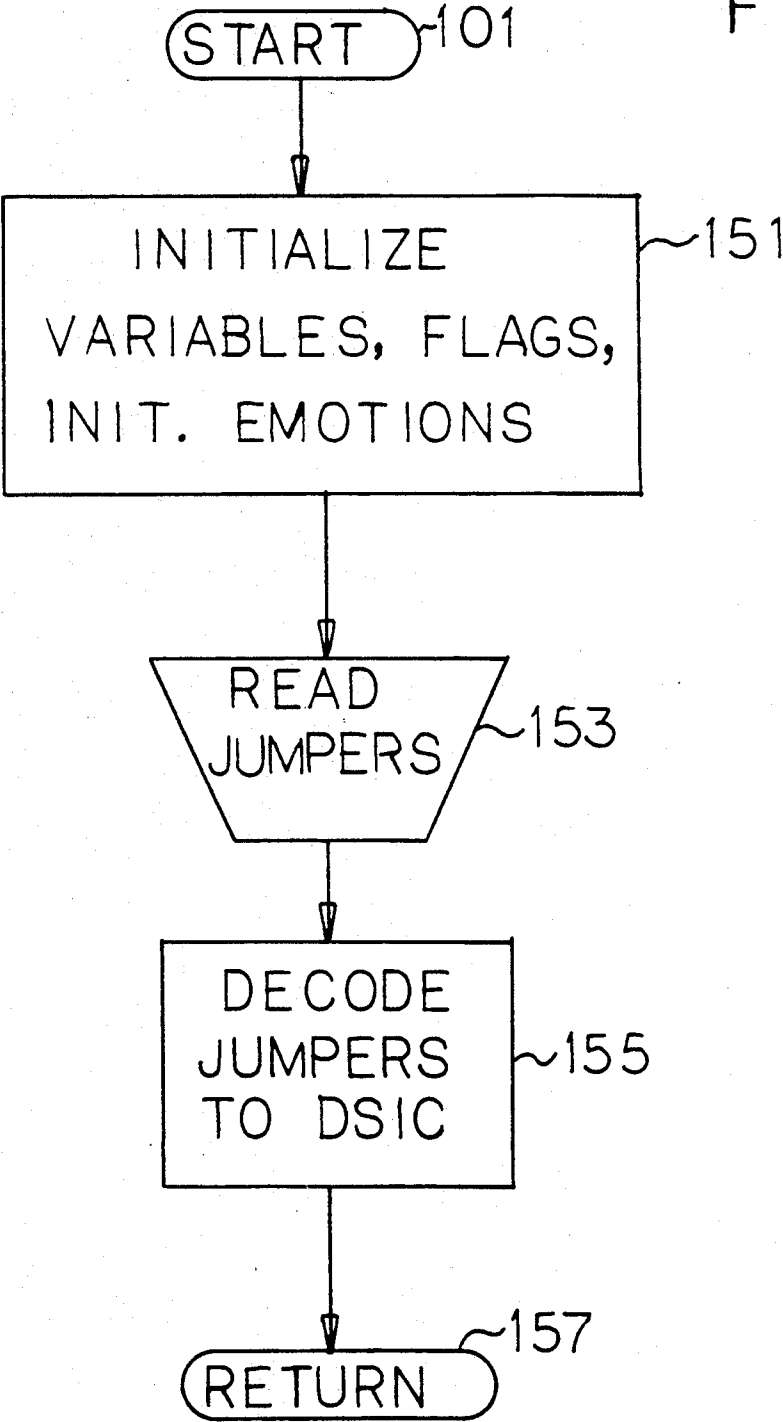 START 101
F
INITIALIZE 151
VARIABLES, FLAGS,
INIT. EMOTIONS
READ
JUMPERS 153
DECODE
JUMPERS 155
TO DSIC
157
RETURN